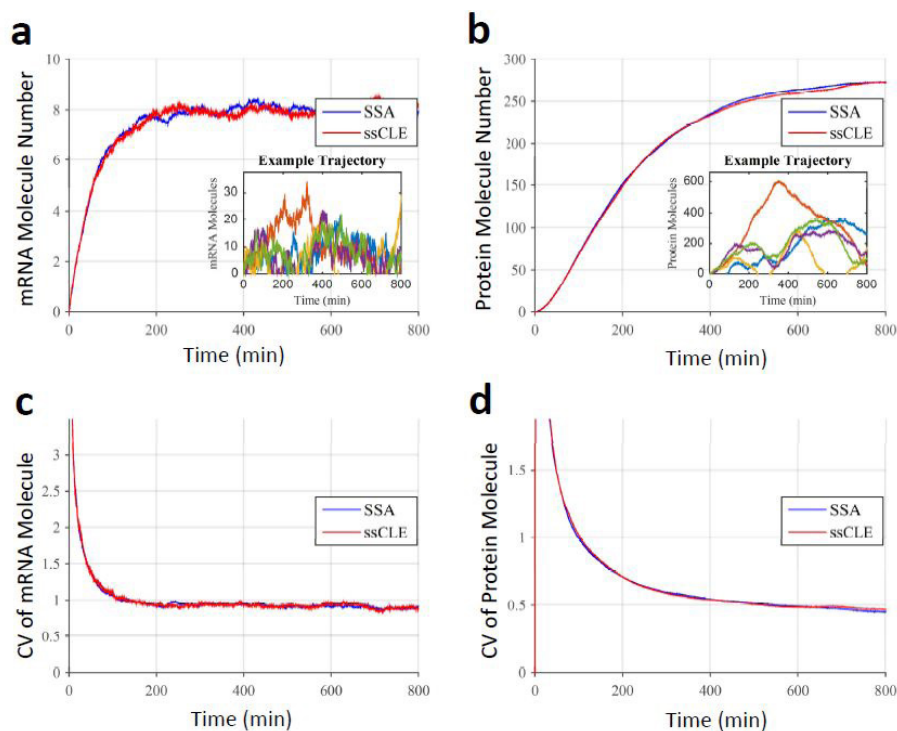 a
mRNA Molecule Number
10
8
6
4
2
0
SSA
ssCLE
Example Trajectory
mRNA Molecules
30
20
10
0
0 200 400 600 800
Time (min)
0 200 400 600 800
Time (min)
b
Protein Molecule Number
300
250
200
150
100
50
0
SSA
ssCLE
Example Trajectory
Protein Molecules
600
400
200
0
0 200 400 600 800
Time (min)
0 200 400 600 800
Time (min)
c
CV of mRNA Molecule
3
2.5
2
1.5
1
0.5
0
SSA
ssCLE
0 200 400 600 800
Time (min)
d
CV of Protein Molecule
1.5
1
0.5
0
SSA
ssCLE
0 200 400 600 800
Time (min)